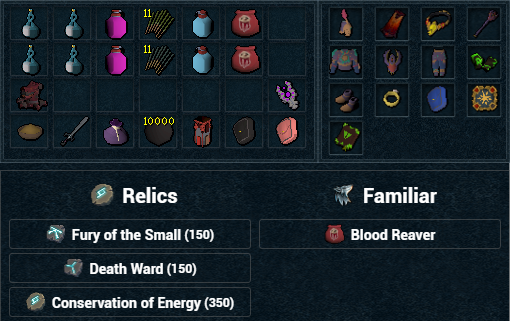 11
11
10000
Relics
Familiar
Fury of the Small (150)
Blood Reaver
Death Ward (150)
Conservation of Energy (350)